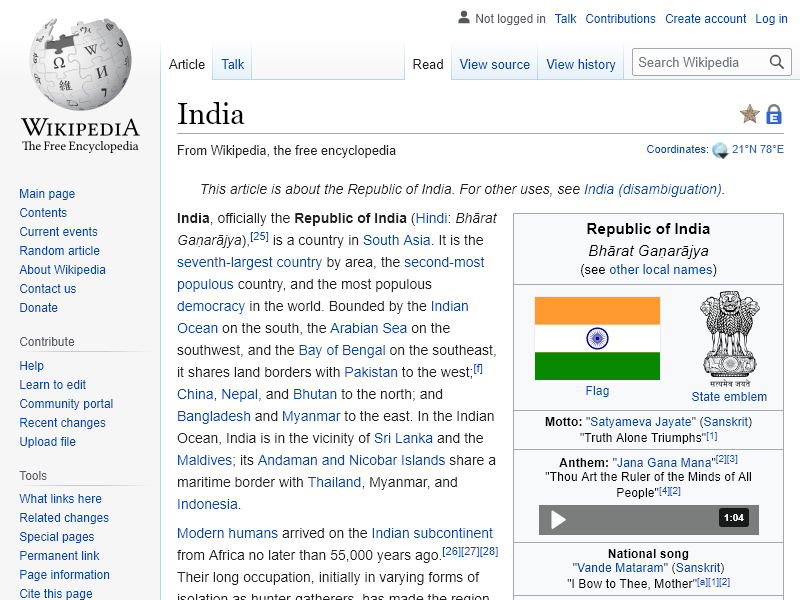 Not logged in Talk Contributions Create account Log in
Article Talk Read View source View history Search Wikipedia
WIKIPEDIA
The Free Encyclopedia
Main page
Contents
Current events
Random article
About Wikipedia
Contact us
Donate
Contribute
Help
Learn to edit
Community portal
Recent changes
Upload file
Tools
What links here
Related changes
Special pages
Permanent link
Page information
Cite this page
India
From Wikipedia, the free encyclopedia
Coordinates: 21°N 78°E
This article is about the Republic of India. For other uses, see India (disambiguation).
India, officially the Republic of India (Hindi: Bhārat
Gaṇarājya),[25] is a country in South Asia. It is the
seventh-largest country by area, the second-most
populous country, and the most populous
democracy in the world. Bounded by the Indian
Ocean on the south, the Arabian Sea on the
southwest, and the Bay of Bengal on the southeast,
it shares land borders with Pakistan to the west;[f]
China, Nepal, and Bhutan to the north; and
Bangladesh and Myanmar to the east. In the Indian
Ocean, India is in the vicinity of Sri Lanka and the
Maldives; its Andaman and Nicobar Islands share a
maritime border with Thailand, Myanmar, and
Indonesia.
Modern humans arrived on the Indian subcontinent
from Africa no later than 55,000 years ago.[26][27][28]
Their long occupation, initially in varying forms of
isolation as hunter-gatherers, has made the region
Republic of India
Bhārat Gaṇarājya
(see other local names)
सत्यमेव जयते
Flag
State emblem
Motto: "Satyameva Jayate" (Sanskrit)
"Truth Alone Triumphs"[1]
Anthem: "Jana Gana Mana"[2][3]
"Thou Art the Ruler of the Minds of All
People"[4][2]
1:04
National song
"Vande Mataram" (Sanskrit)
"I Bow to Thee, Mother"[a][1][2]